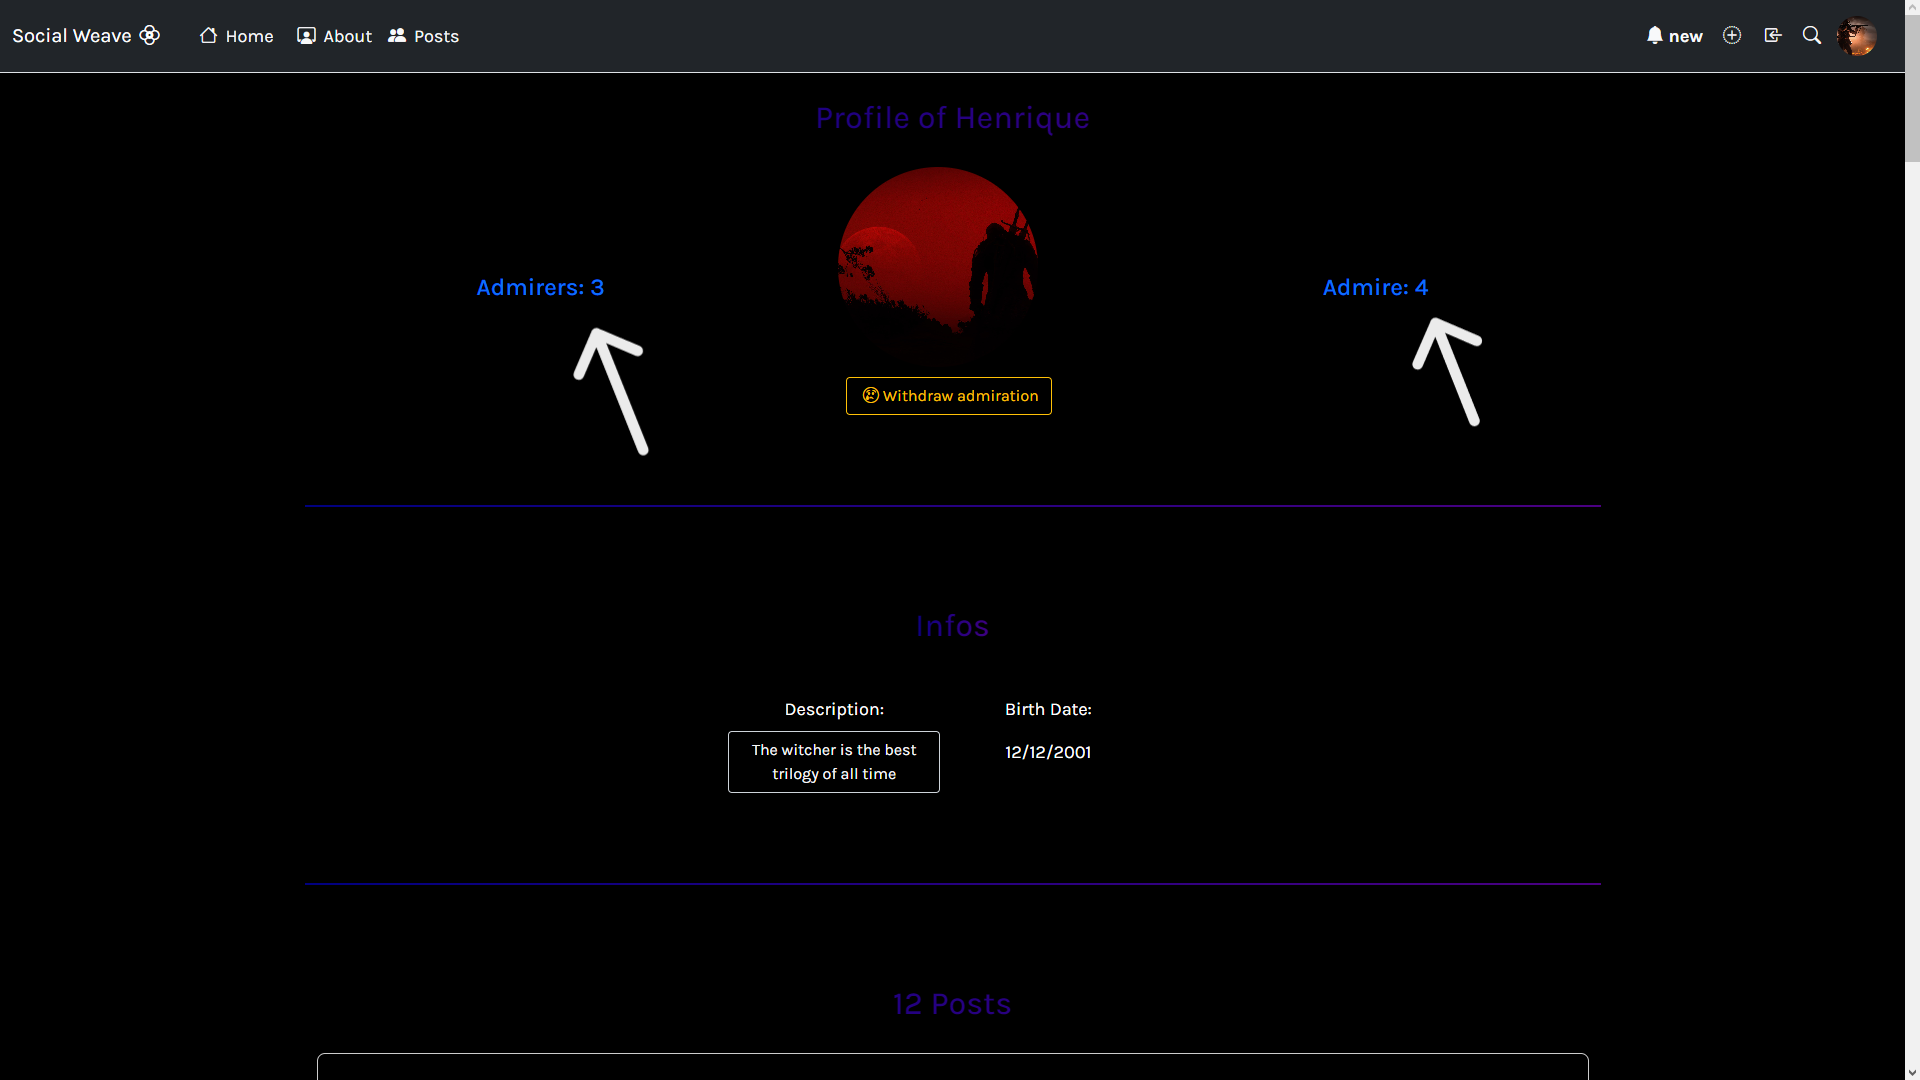 Social Weave
Home
About
Posts
new
Profile of Henrique
Admirers: 3
Admire: 4
Withdraw admiration
Infos
Description:
Birth Date:
The witcher is the best
trilogy of all time
12/12/2001
12 Posts